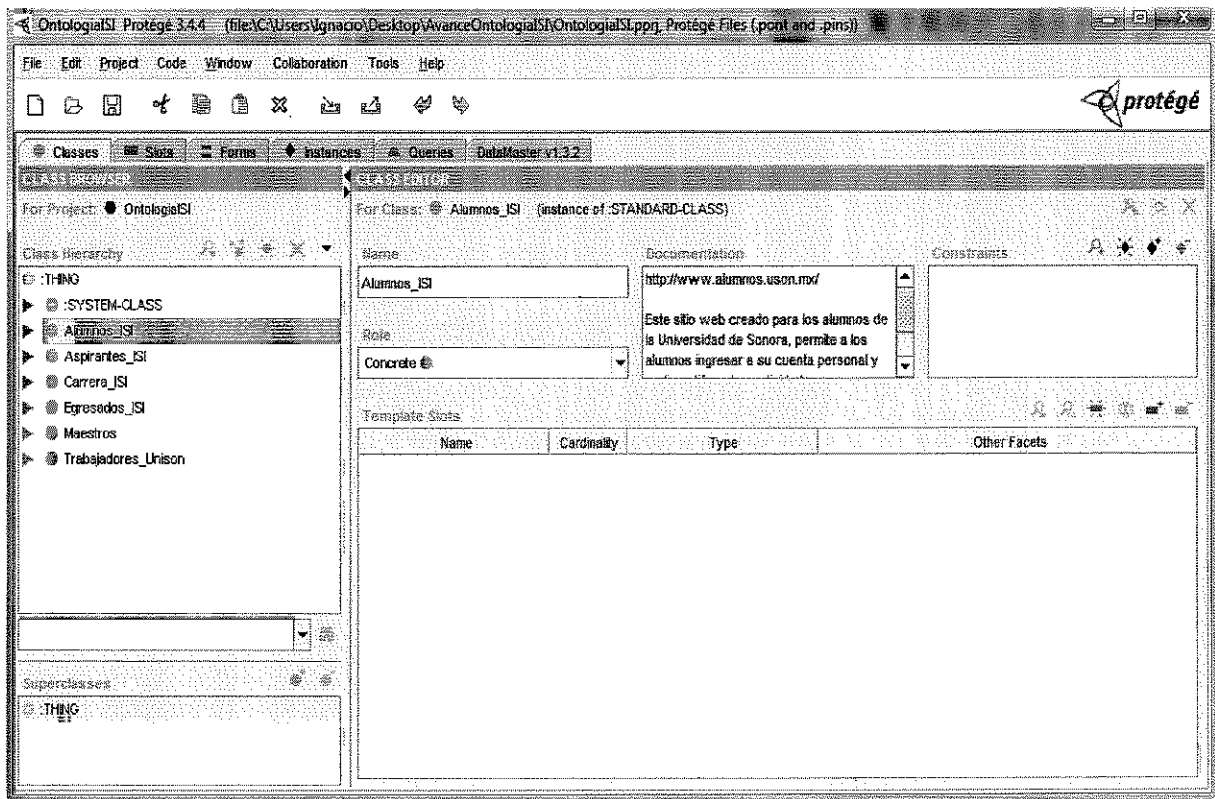 OntologiaISI Protégé 3.4.4 (file:\C:\Users\Ignacio\Desktop\AvanceOntologiaISI\OntologiaISI.pprj, Protégé Files (.pont and .pins))
File Edit Project Code Window Collaboration Tools Help
protégé
Classes Slots Forms Instances Queries DataMaster v1.3.2
CLASS BROWSER
CLASS EDITOR
For Project: OntologiaISI
For Class: Alumnos_ISI (instance of :STANDARD-CLASS)
Class Hierarchy
:THING
:SYSTEM-CLASS
Alumnos_ISI
Aspirantes_ISI
Carrera_ISI
Egresados_ISI
Maestros
Trabajadores_Unison
Superclasses
:THING
Name
Alumnos_ISI
Role
Concrete
Documentation
http://www.alumnos.uson.mx/
Este sitio web creado para los alumnos de
la Universidad de Sonora, permite a los
alumnos ingresar a su cuenta personal y
Constraints
Template Slots
Name Cardinality Type Other Facets